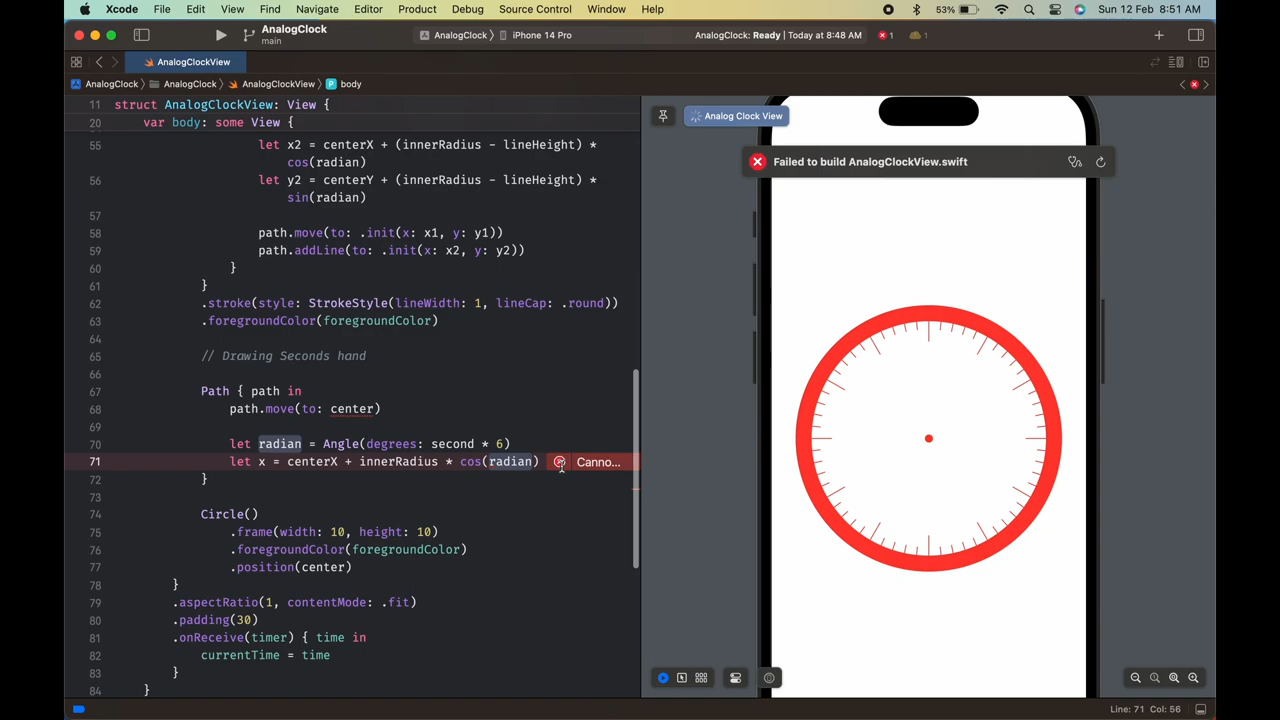 Xcode File Edit View Find Navigate Editor Product Debug Source Control Window Help 53% Sun 12 Feb 8:51 AM
AnalogClock
main
AnalogClock 〉 iPhone 14 Pro
AnalogClock: Ready | Today at 8:48 AM 1 1
AnalogClockView
AnalogClock 〉 AnalogClock 〉 AnalogClockView 〉 P body
11 struct AnalogClockView: View {
20 var body: some View {
55 let x2 = centerX + (innerRadius - lineHeight) *
cos(radian)
56 let y2 = centerY + (innerRadius - lineHeight) *
sin(radian)
57
58 path.move(to: .init(x: x1, y: y1))
59 path.addLine(to: .init(x: x2, y: y2))
60 }
61 }
62 .stroke(style: StrokeStyle(lineWidth: 1, lineCap: .round))
63 .foregroundColor(foregroundColor)
64
65 // Drawing Seconds hand
66
67 Path { path in
68 path.move(to: center)
69
70 let radian = Angle(degrees: second * 6)
71 let x = centerX + innerRadius * cos(radian) Canno...
72 }
73
74 Circle()
75 .frame(width: 10, height: 10)
76 .foregroundColor(foregroundColor)
77 .position(center)
78 }
79 .aspectRatio(1, contentMode: .fit)
80 .padding(30)
81 .onReceive(timer) { time in
82 currentTime = time
83 }
84 }
Analog Clock View
Failed to build AnalogClockView.swift
Line: 71 Col: 56